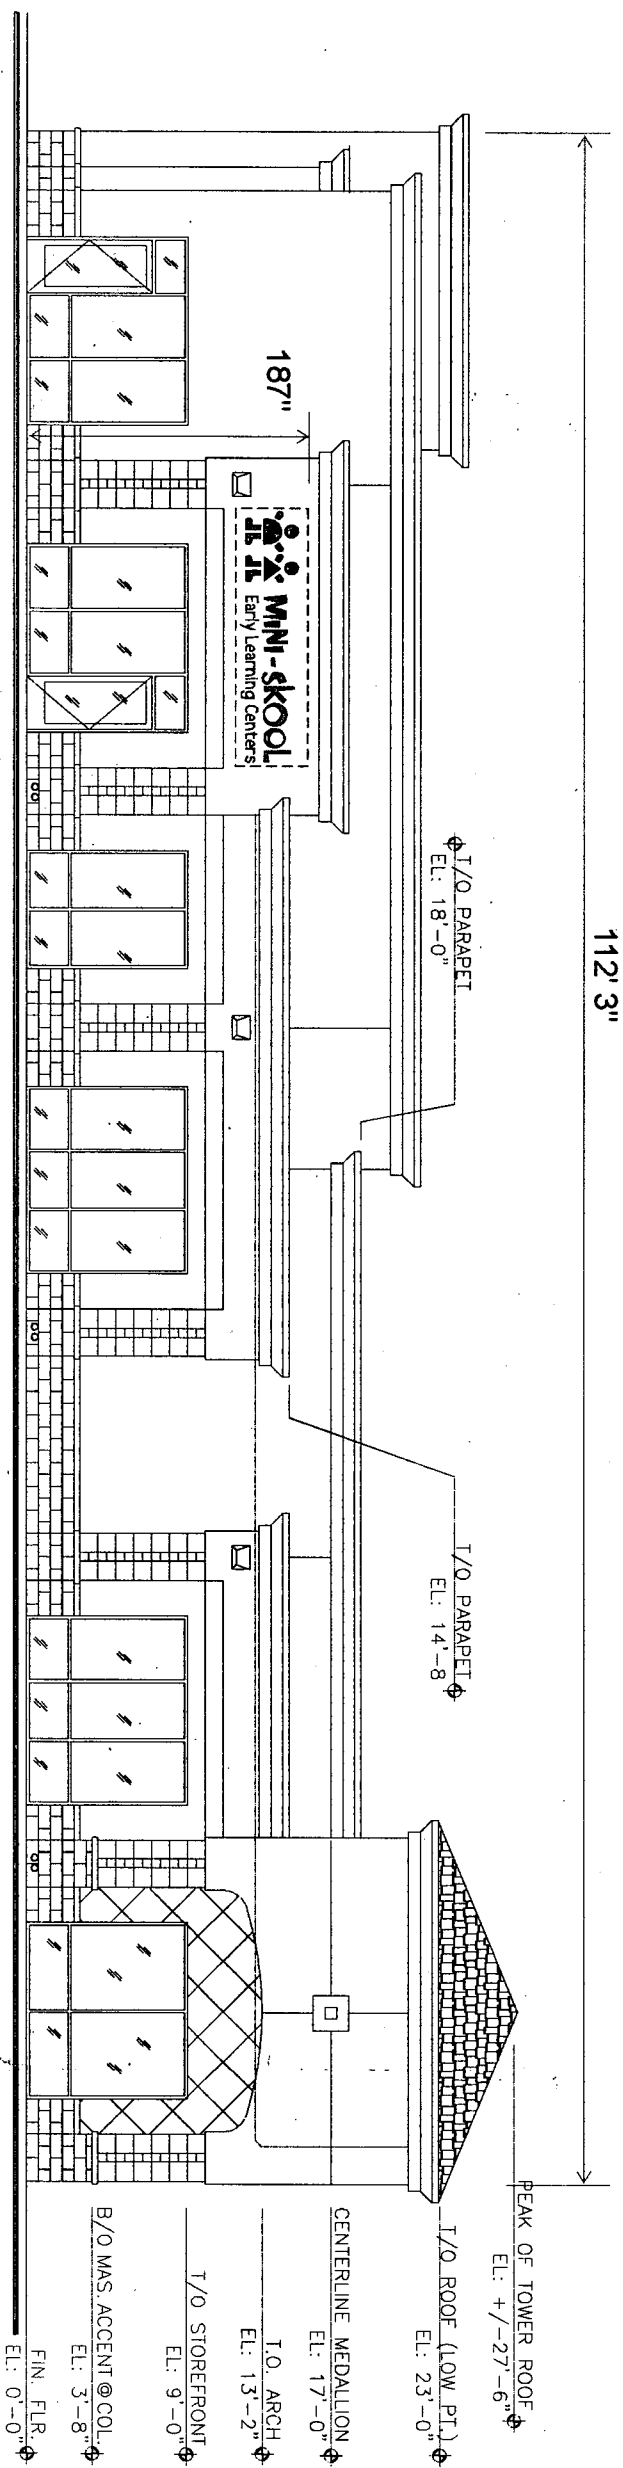 112' 3"
187"
MINI-SKOOL
Early Learning Centers
T/O PARAPET
EL: 18'-0"
T/O PARAPET
EL: 14'-8
PEAK OF TOWER ROOF
EL: +/-27'-6"
T/O ROOF (LOW PT.)
EL: 23'-0"
CENTERLINE MEDALLION
EL: 17'-0"
T.O. ARCH
EL: 13'-2"
T/O STOREFRONT
EL: 9'-0"
B/O MAS. ACCENT @ COL.
EL: 3'-8"
FIN. FLR.
EL: 0'-0"